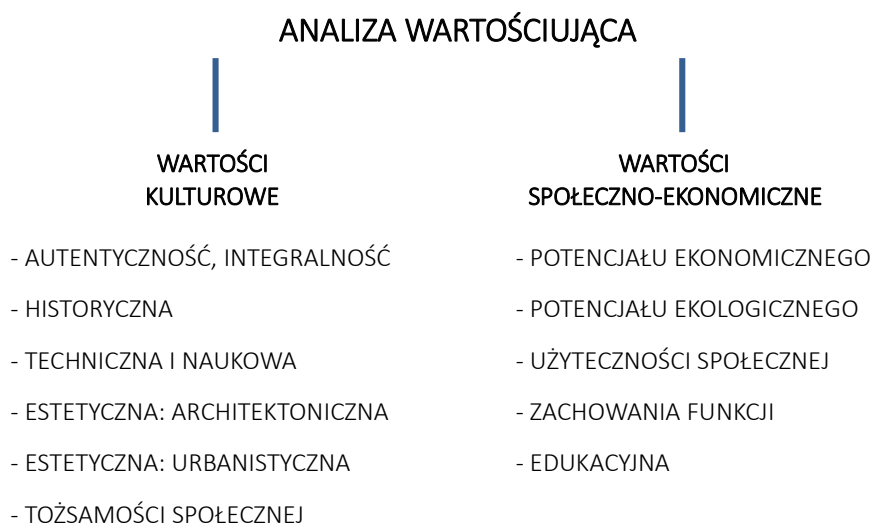 ANALIZA WARTOŚCIUJĄCA
WARTOŚCI
KULTUROWE
- AUTENTYCZNOŚĆ, INTEGRALNOŚĆ
- HISTORYCZNA
- TECHNICZNA I NAUKOWA
- ESTETYCZNA: ARCHITEKTONICZNA
- ESTETYCZNA: URBANISTYCZNA
- TOŻSAMOŚCI SPOŁECZNEJ
WARTOŚCI
SPOŁECZNO-EKONOMICZNE
- POTENCJAŁU EKONOMICZNEGO
- POTENCJAŁU EKOLOGICZNEGO
- UŻYTECZNOŚCI SPOŁECZNEJ
- ZACHOWANIA FUNKCJI
- EDUKACYJNA